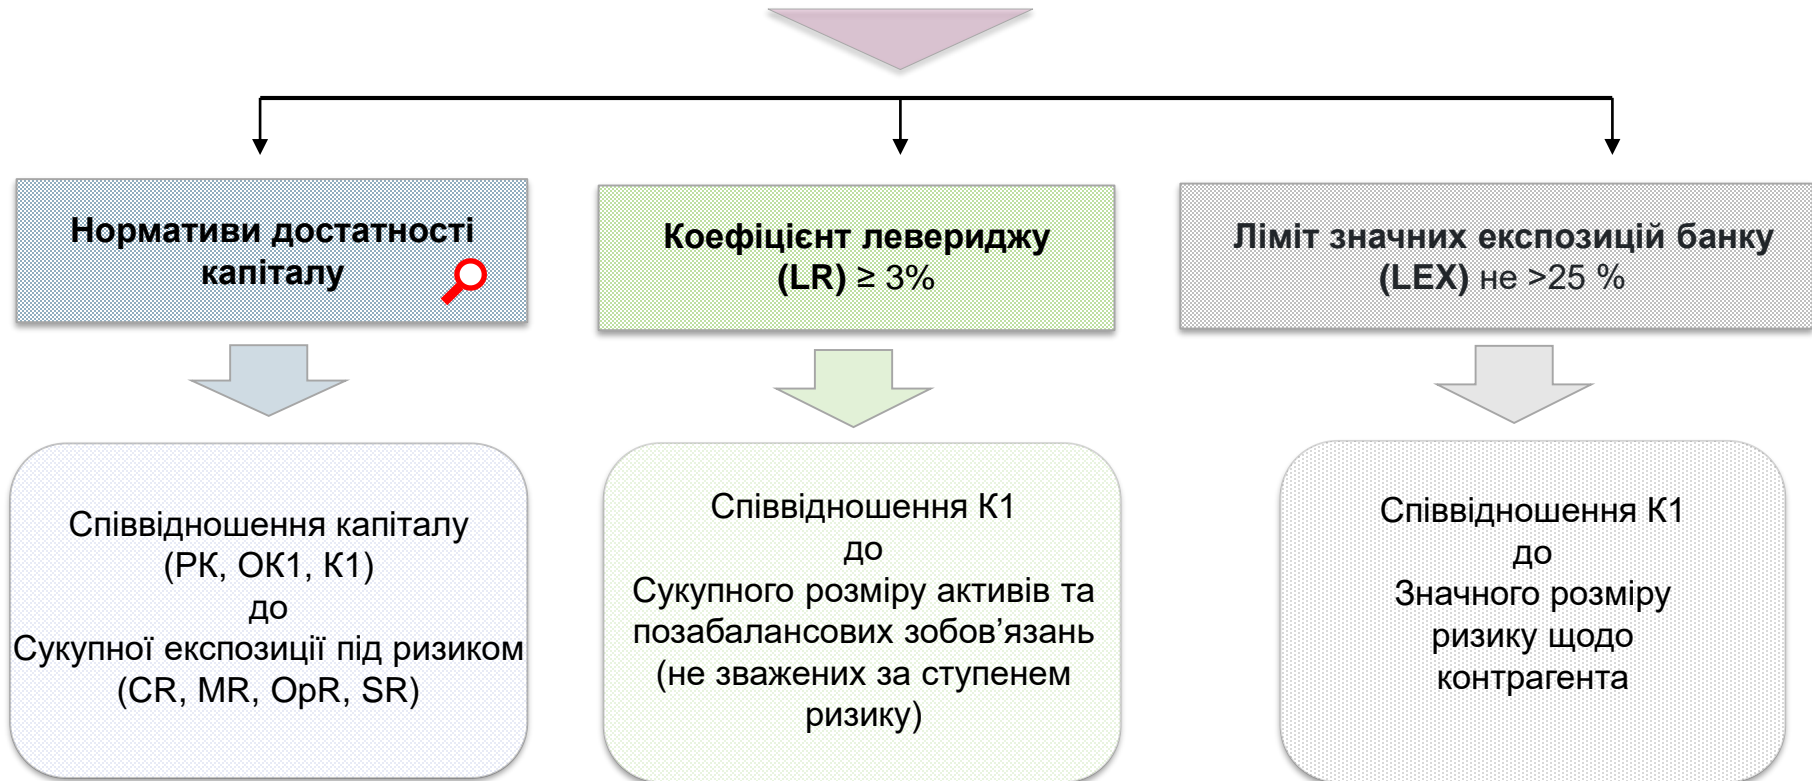 Нормативи достатності
капіталу
Коефіцієнт левериджу
(LR) ≥ 3%
Ліміт значних експозицій банку
(LEX) не >25 %
Співвідношення капіталу
(РК, ОК1, К1)
до
Сукупної експозиції під ризиком
(CR, MR, OpR, SR)
Співвідношення К1
до
Сукупного розміру активів та
позабалансових зобов’язань
(не зважених за ступенем
ризику)
Співвідношення К1
до
Значного розміру
ризику щодо
контрагента